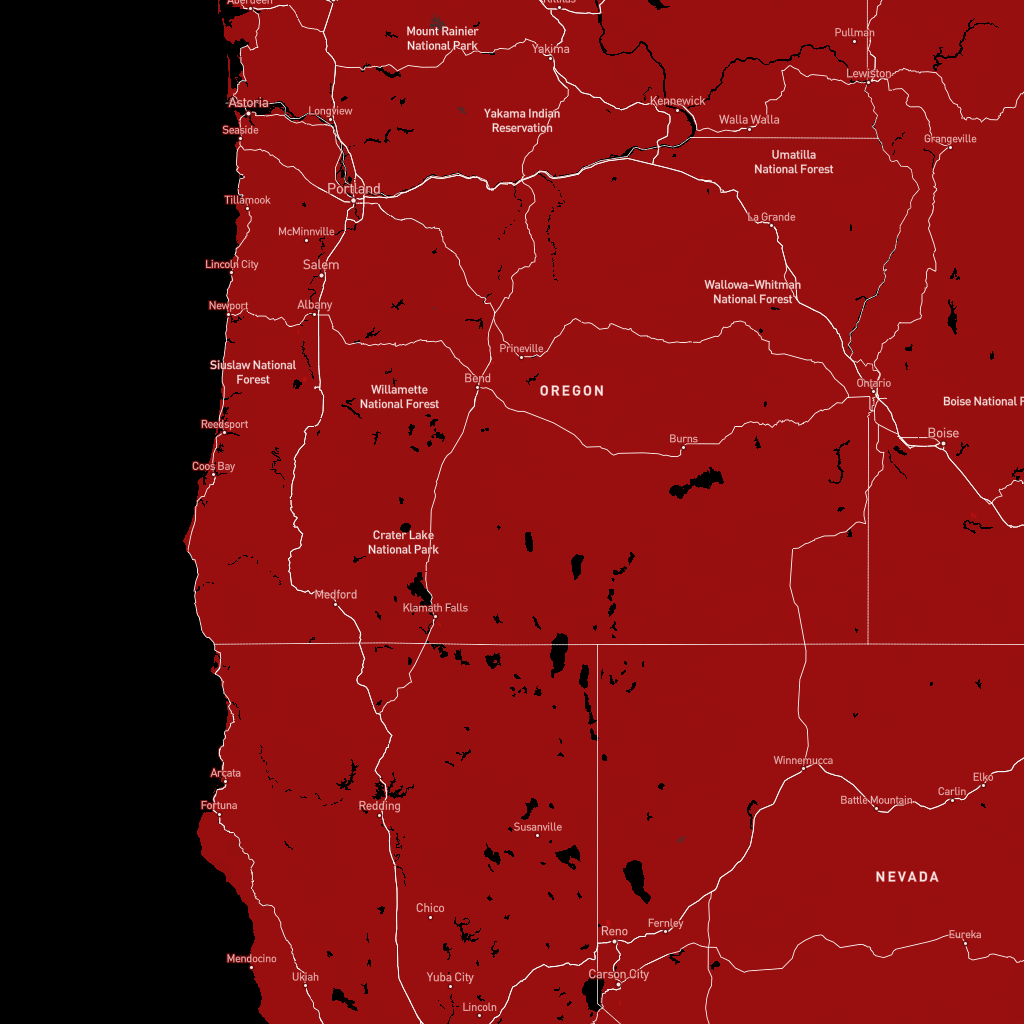 Aberdeen
Kittitas
Mount Rainier
National Park
Pullman
Yakima
Lewiston
Astoria
Longview
Kennewick
Yakama Indian
Reservation
Walla Walla
Seaside
Grangeville
Umatilla
National Forest
Portland
Tillamook
La Grande
McMinnville
Lincoln City
Salem
Wallowa-Whitman
National Forest
Newport
Albany
Prineville
Siuslaw National
Forest
Willamette
National Forest
Bend
OREGON
Ontario
Boise National F
Reedsport
Burns
Boise
Coos Bay
Crater Lake
National Park
Medford
Klamath Falls
Winnemucca
Arcata
Elko
Carlin
Battle Mountain
Fortuna
Redding
Susanville
NEVADA
Chico
Fernley
Reno
Eureka
Mendocino
Ukiah
Yuba City
Carson City
Lincoln